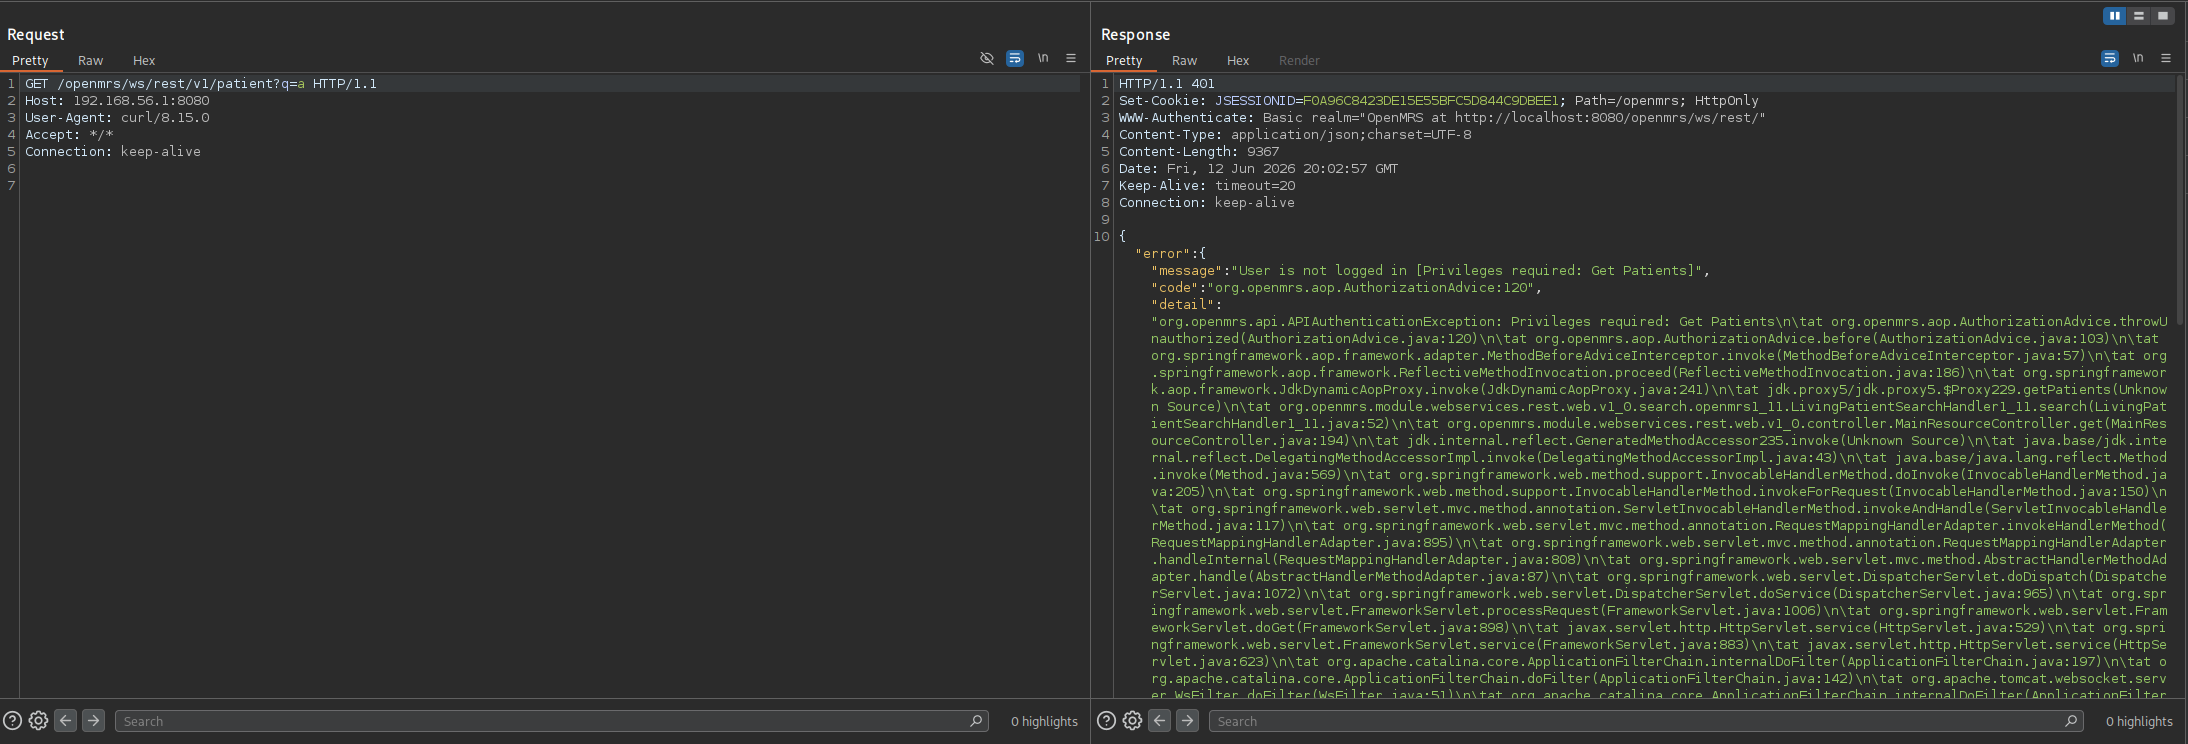 Request
Pretty Raw Hex \n
1 GET /openmrs/ws/rest/v1/patient?q=a HTTP/1.1
2 Host: 192.168.56.1:8080
3 User-Agent: curl/8.15.0
4 Accept: */*
5 Connection: keep-alive
6
7
Search 0 highlights
Response
Pretty Raw Hex Render \n
1 HTTP/1.1 401
2 Set-Cookie: JSESSIONID=F0A96C8423DE15E55BFC5D844C9DBEE1; Path=/openmrs; HttpOnly
3 WWW-Authenticate: Basic realm="OpenMRS at http://localhost:8080/openmrs/ws/rest/"
4 Content-Type: application/json;charset=UTF-8
5 Content-Length: 9367
6 Date: Fri, 12 Jun 2026 20:02:57 GMT
7 Keep-Alive: timeout=20
8 Connection: keep-alive
9
10 {
"error":{
"message":"User is not logged in [Privileges required: Get Patients]",
"code":"org.openmrs.aop.AuthorizationAdvice:120",
"detail":
"org.openmrs.api.APIAuthenticationException: Privileges required: Get Patients\n\tat org.openmrs.aop.AuthorizationAdvice.throwU
nauthorized(AuthorizationAdvice.java:120)\n\tat org.openmrs.aop.AuthorizationAdvice.before(AuthorizationAdvice.java:103)\n\tat
org.springframework.aop.framework.adapter.MethodBeforeAdviceInterceptor.invoke(MethodBeforeAdviceInterceptor.java:57)\n\tat org
.springframework.aop.framework.ReflectiveMethodInvocation.proceed(ReflectiveMethodInvocation.java:186)\n\tat org.springframewor
k.aop.framework.JdkDynamicAopProxy.invoke(JdkDynamicAopProxy.java:241)\n\tat jdk.proxy5/jdk.proxy5.$Proxy229.getPatients(Unknow
n Source)\n\tat org.openmrs.module.webservices.rest.web.v1_0.search.openmrs1_11.LivingPatientSearchHandler1_11.search(LivingPat
ientSearchHandler1_11.java:52)\n\tat org.openmrs.module.webservices.rest.web.v1_0.controller.MainResourceController.get(MainRes
ourceController.java:194)\n\tat jdk.internal.reflect.GeneratedMethodAccessor235.invoke(Unknown Source)\n\tat java.base/jdk.inte
rnal.reflect.DelegatingMethodAccessorImpl.invoke(DelegatingMethodAccessorImpl.java:43)\n\tat java.base/java.lang.reflect.Method
.invoke(Method.java:569)\n\tat org.springframework.web.method.support.InvocableHandlerMethod.doInvoke(InvocableHandlerMethod.ja
va:205)\n\tat org.springframework.web.method.support.InvocableHandlerMethod.invokeForRequest(InvocableHandlerMethod.java:150)\n
\tat org.springframework.web.servlet.mvc.method.annotation.ServletInvocableHandlerMethod.invokeAndHandle(ServletInvocableHandle
rMethod.java:117)\n\tat org.springframework.web.servlet.mvc.method.annotation.RequestMappingHandlerAdapter.invokeHandlerMethod(
RequestMappingHandlerAdapter.java:895)\n\tat org.springframework.web.servlet.mvc.method.annotation.RequestMappingHandlerAdapter
.handleInternal(RequestMappingHandlerAdapter.java:808)\n\tat org.springframework.web.servlet.mvc.method.AbstractHandlerMethodAd
apter.handle(AbstractHandlerMethodAdapter.java:87)\n\tat org.springframework.web.servlet.DispatcherServlet.doDispatch(Dispatche
rServlet.java:1072)\n\tat org.springframework.web.servlet.DispatcherServlet.doService(DispatcherServlet.java:965)\n\tat org.spr
ingframework.web.servlet.FrameworkServlet.processRequest(FrameworkServlet.java:1006)\n\tat org.springframework.web.servlet.Fram
eworkServlet.doGet(FrameworkServlet.java:898)\n\tat javax.servlet.http.HttpServlet.service(HttpServlet.java:529)\n\tat org.spri
ngframework.web.servlet.FrameworkServlet.service(FrameworkServlet.java:883)\n\tat javax.servlet.http.HttpServlet.service(HttpSe
rvlet.java:623)\n\tat org.apache.catalina.core.ApplicationFilterChain.internalDoFilter(ApplicationFilterChain.java:197)\n\tat o
rg.apache.catalina.core.ApplicationFilterChain.doFilter(ApplicationFilterChain.java:142)\n\tat org.apache.tomcat.websocket.serv
er.WsFilter.doFilter(WsFilter.java:51)\n\tat org.apache.catalina.core.ApplicationFilterChain.internalDoFilter(ApplicationFilter
Search 0 highlights